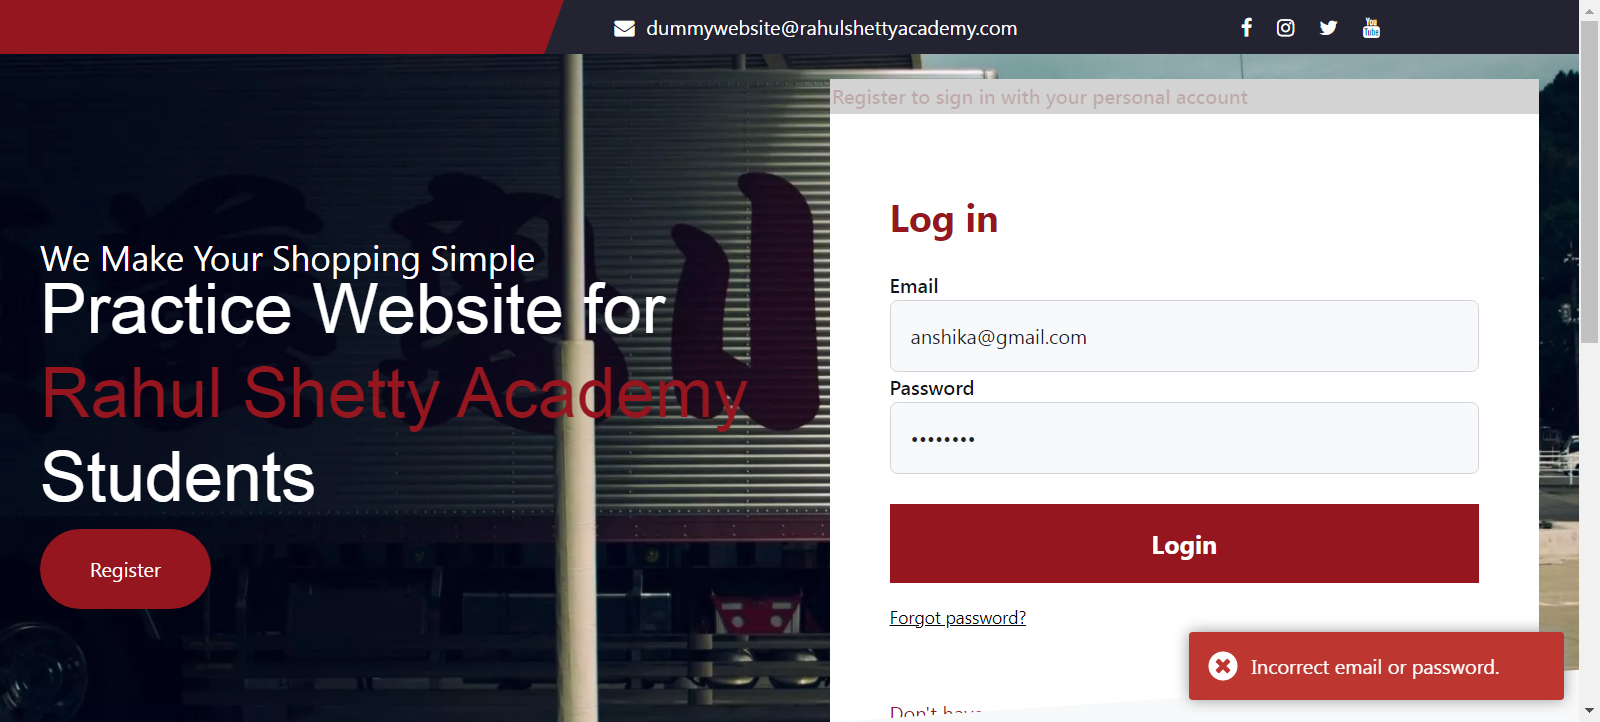 dummywebsite@rahulshettyacademy.com
You
Tube
Register to sign in with your personal account
We Make Your Shopping Simple
Practice Website for
Rahul Shetty Academy
Students
Register
Log in
Email
anshika@gmail.com
Password
••••••••
Login
Forgot password?
Incorrect email or password.
Don't have